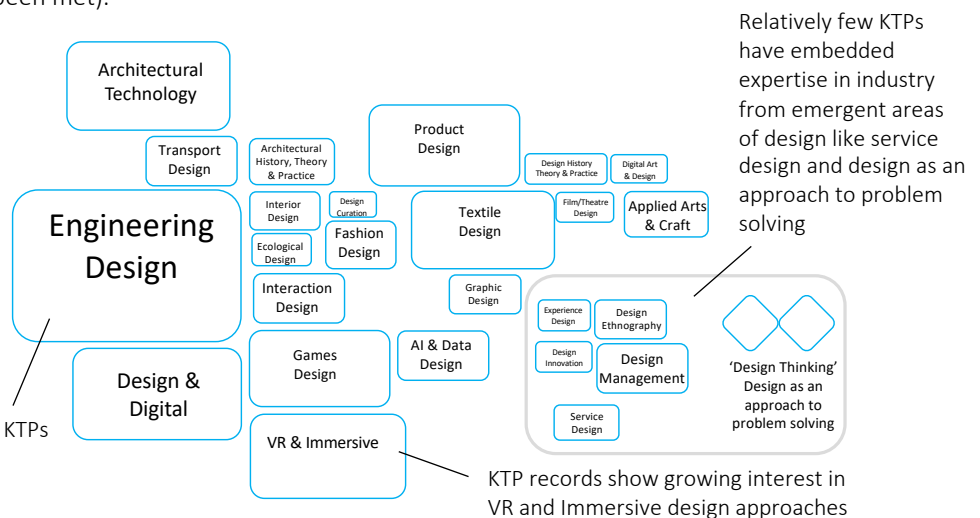 been met).
Relatively few KTPs
have embedded
expertise in industry
from emergent areas
of design like service
design and design as an
approach to problem
solving
Architectural
Technology
Transport
Design
Architectural
History, Theory
& Practice
Product
Design
Design History
Theory & Practice
Digital Art
& Design
Engineering
Design
Interior
Design
Design
Curation
Ecological
Design
Fashion
Design
Textile
Design
Film/Theatre
Design
Applied Arts
& Craft
Interaction
Design
Graphic
Design
Experience
Design
Design
Ethnography
Design
Innovation
Design
Management
Service
Design
‘Design Thinking’
Design as an
approach to
problem solving
Games
Design
AI & Data
Design
Design &
Digital
KTPs
VR & Immersive
KTP records show growing interest in
VR and Immersive design approaches